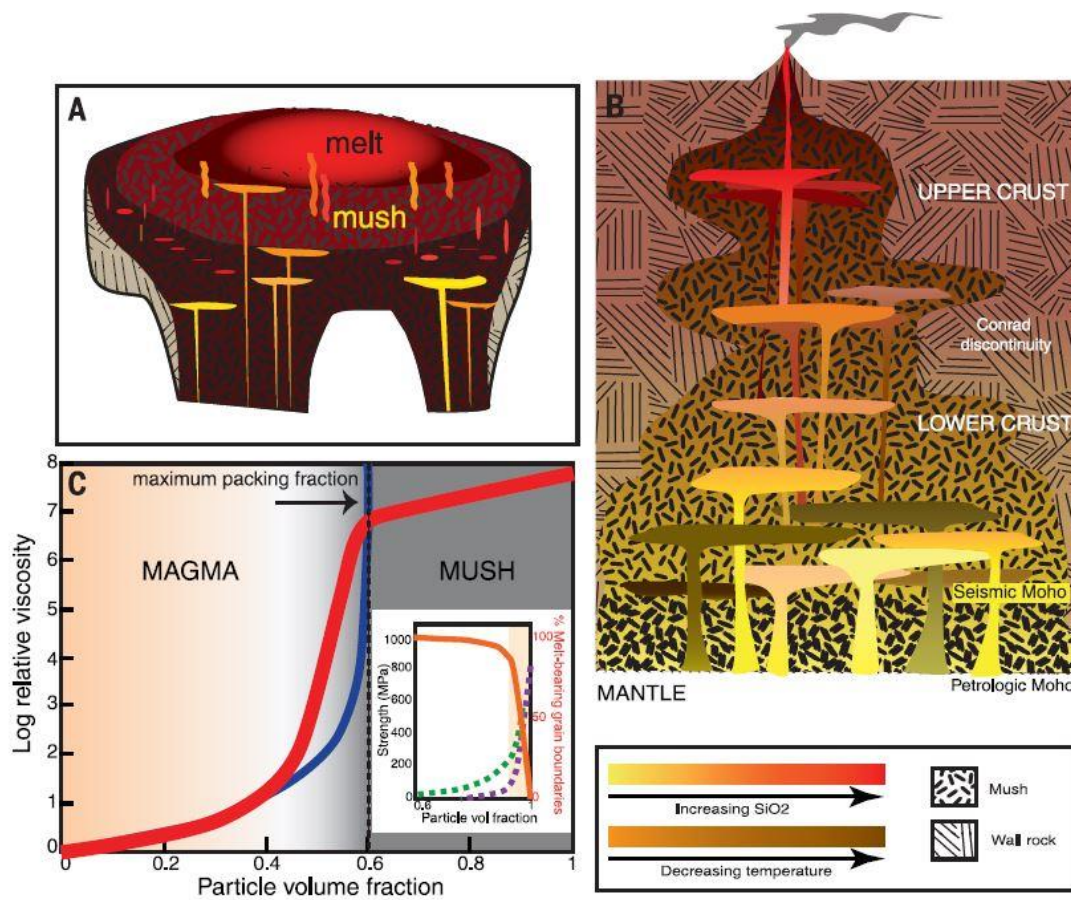 A
melt
mush
B
UPPER CRUST
Conrad
discontinuity
LOWER CRUST
Seismic Moho
MANTLE
Petrologic Moho
C
maximum packing fraction
MAGMA
MUSH
Log relative viscosity
8
7
6
5
4
3
2
1
0
0
0.2
0.4
0.6
0.8
1
Particle volume fraction
Strength (MPa)
1000
800
600
400
200
0
0.6
1
Particle vol fraction
% Melt-bearing grain boundaries
100
50
0
Increasing SiO2
Decreasing temperature
Mush
Wall rock